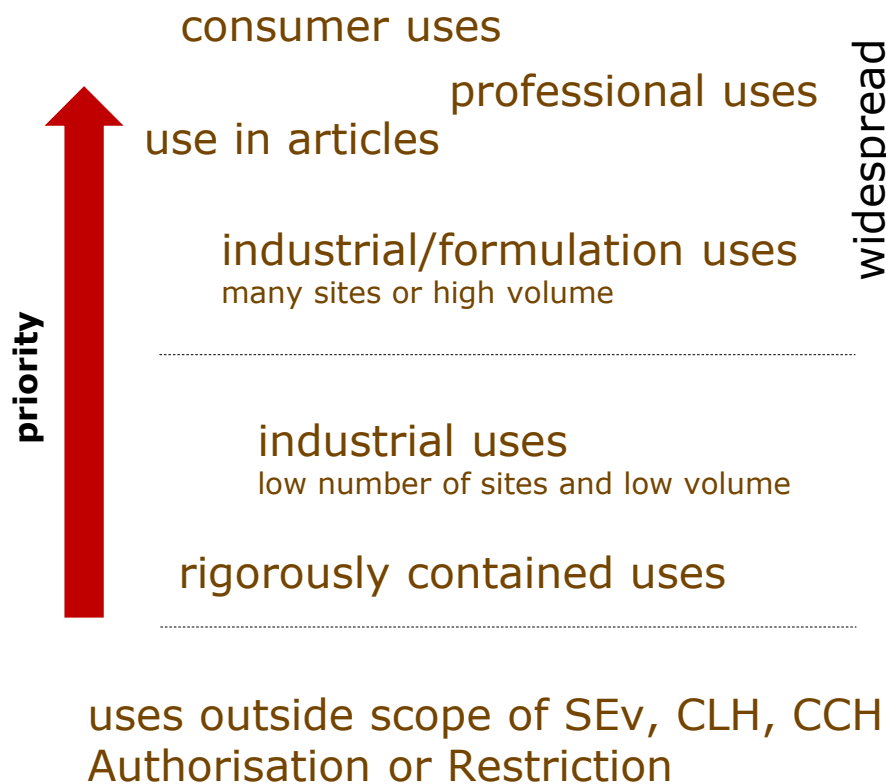 consumer uses
professional uses
use in articles
widespread
industrial/formulation uses
many sites or high volume
priority
industrial uses
low number of sites and low volume
rigorously contained uses
uses outside scope of SEv, CLH, CCH
Authorisation or Restriction